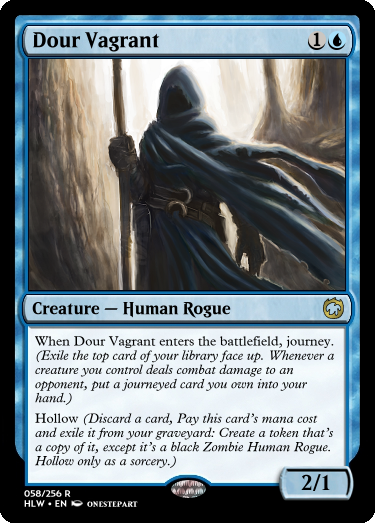 Dour Vagrant 1
Creature — Human Rogue
When Dour Vagrant enters the battlefield, journey.
(Exile the top card of your library face up. Whenever a
creature you control deals combat damage to an
opponent, put a journeyed card you own into your
hand.)
Hollow (Discard a card, Pay this card's mana cost
and exile it from your graveyard: Create a token that's
a copy of it, except it's a black Zombie Human Rogue.
Hollow only as a sorcery.)
2/1
058/256 R
HLW • EN ONESTEPART